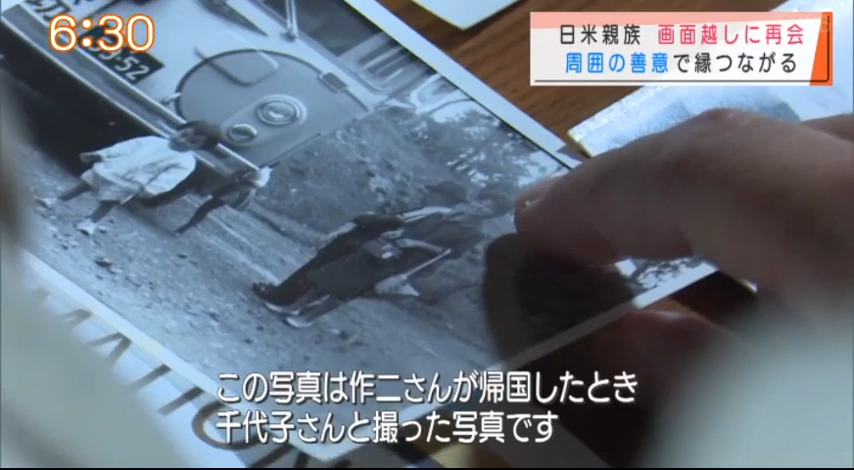 6:30
日米親族 画面越しに再会
周囲の善意で縁つながる
この写真は作二さんが帰国したとき
千代子さんと撮った写真です